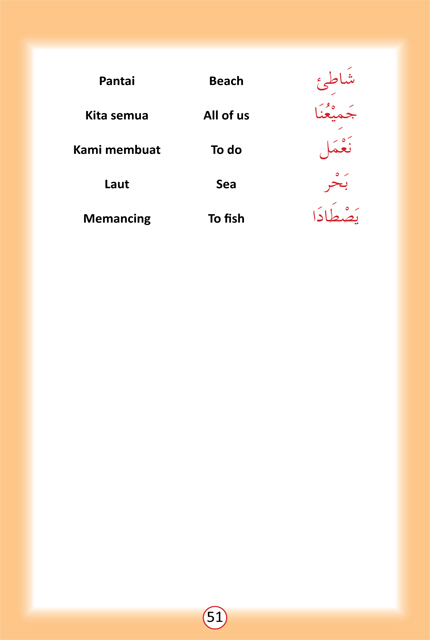 Pantai Beach شَاطِئ
Kita semua All of us جَمِيْعُنَا
Kami membuat To do نَعْمَل
Laut Sea بَحْر
Memancing To fish يَصْطَادَا
51